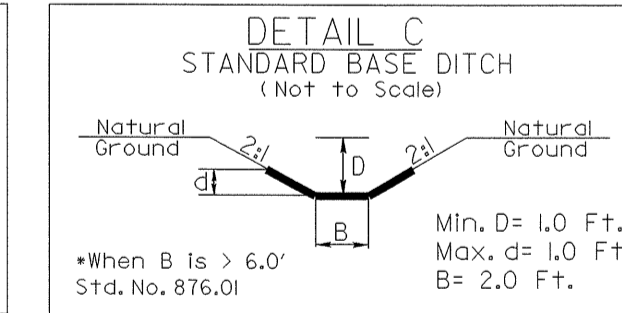 DETAIL C
STANDARD BASE DITCH
(Not to Scale)
Natural
Ground
2:1
D
d
B
2:1
Natural
Ground
*When B is > 6.0'
Std. No. 876.01
Min. D= 1.0 Ft.
Max. d= 1.0 Ft
B= 2.0 Ft.